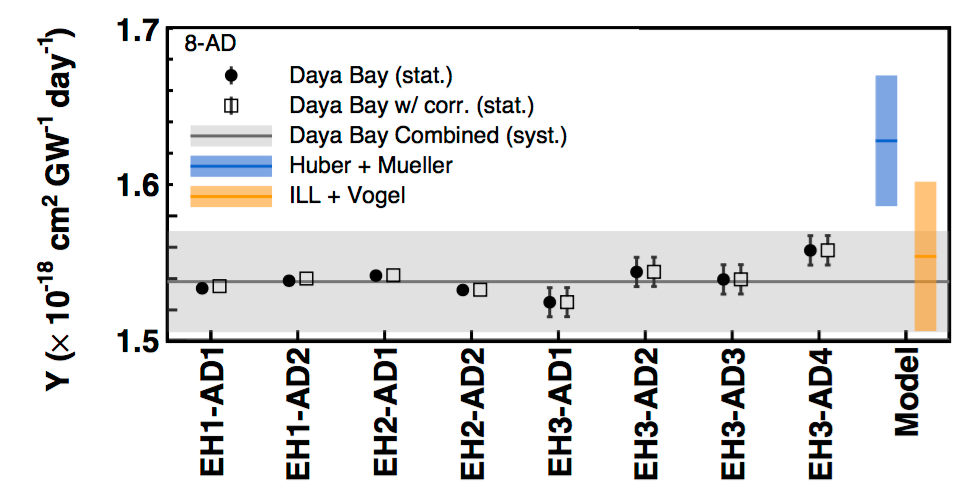 1.7
1.6
1.5
Y (× 10⁻¹⁸ cm² GW⁻¹ day⁻¹)
8-AD
Daya Bay (stat.)
Daya Bay w/ corr. (stat.)
Daya Bay Combined (syst.)
Huber + Mueller
ILL + Vogel
EH1-AD1
EH1-AD2
EH2-AD1
EH2-AD2
EH3-AD1
EH3-AD2
EH3-AD3
EH3-AD4
Model